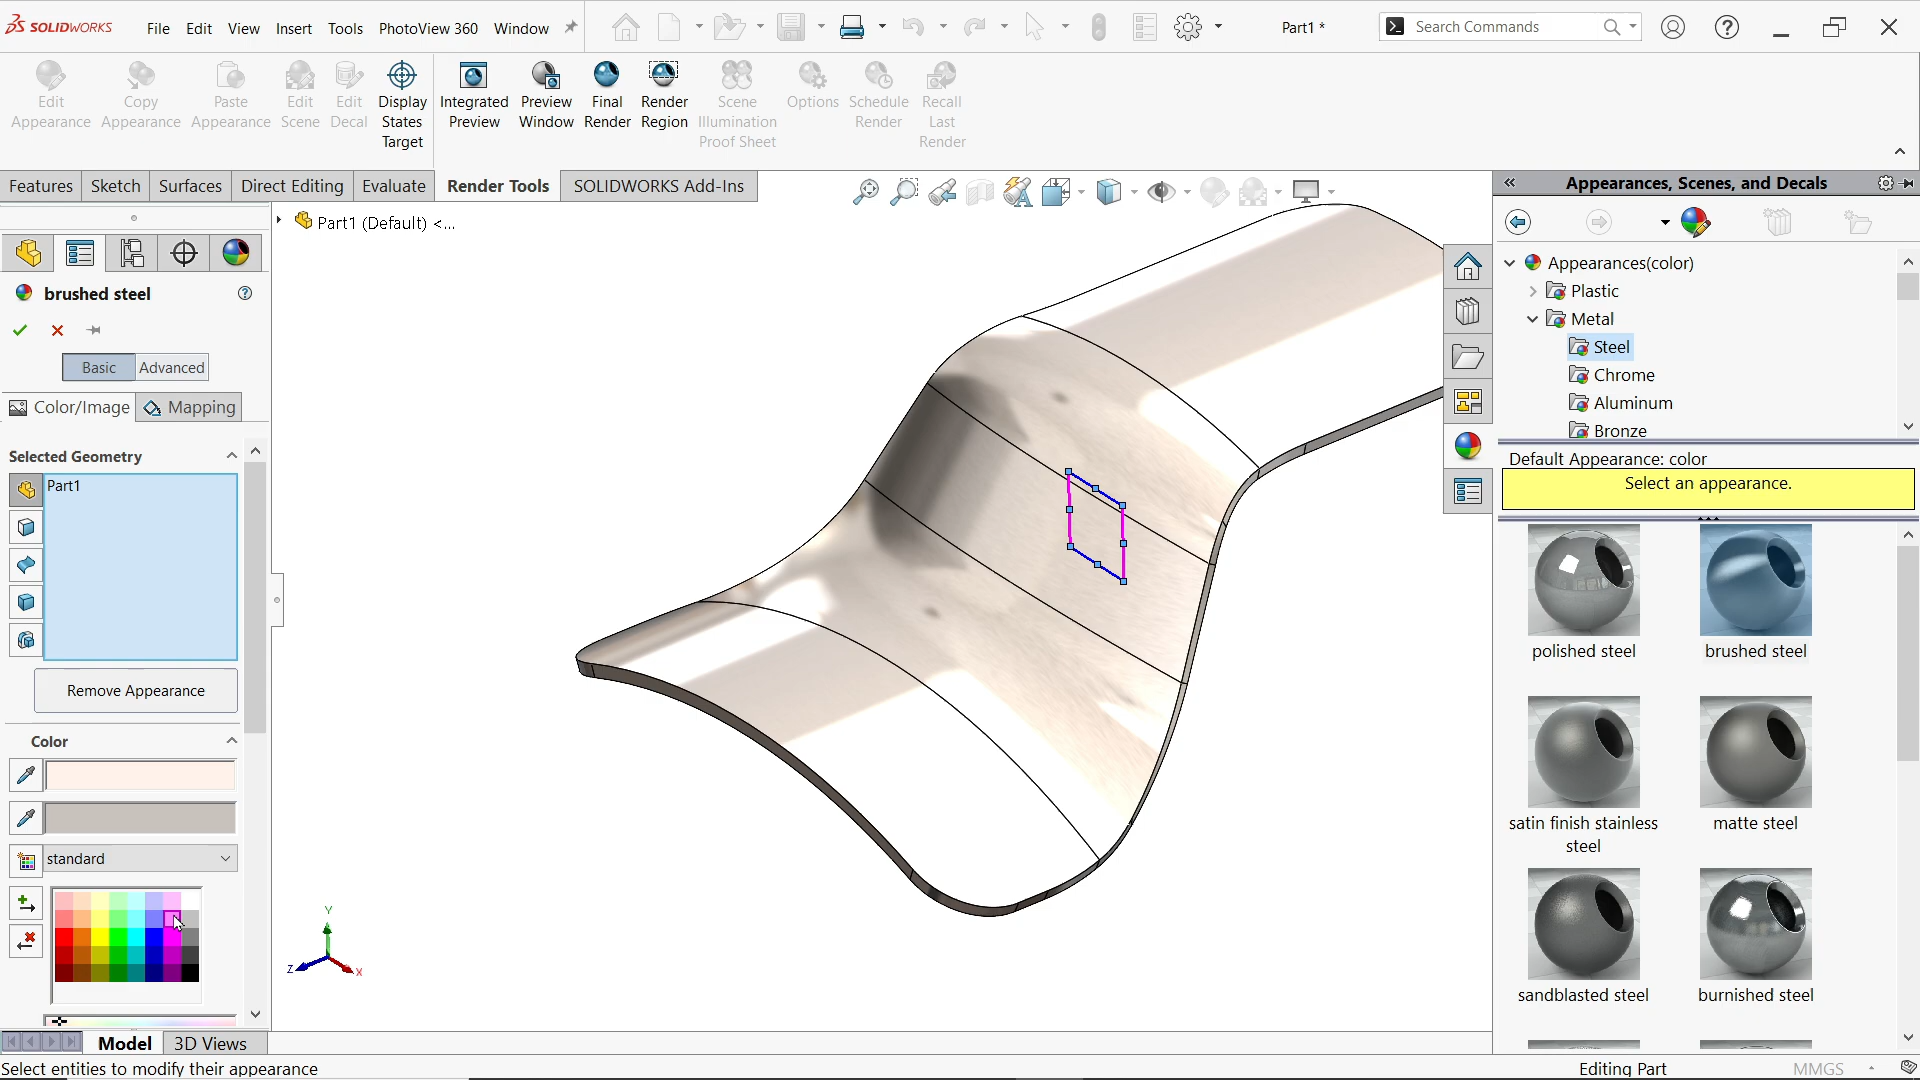 SOLIDWORKS File Edit View Insert Tools PhotoView 360 Window Part1 * Search Commands
Edit Appearance
Copy Appearance
Paste Appearance
Edit Scene
Edit Decal
Display States Target
Integrated Preview
Preview Window
Final Render
Render Region
Scene Illumination Proof Sheet
Options
Schedule Render
Recall Last Render
Features Sketch Surfaces Direct Editing Evaluate Render Tools SOLIDWORKS Add-Ins
Part1 (Default) <...
brushed steel
Basic Advanced
Color/Image Mapping
Selected Geometry
Part1
Remove Appearance
Color
standard
Y
Z
X
Model 3D Views
Select entities to modify their appearance
Editing Part MMGS
Appearances, Scenes, and Decals
Appearances(color)
Plastic
Metal
Steel
Chrome
Aluminum
Bronze
Default Appearance: color
Select an appearance.
polished steel
brushed steel
satin finish stainless steel
matte steel
sandblasted steel
burnished steel